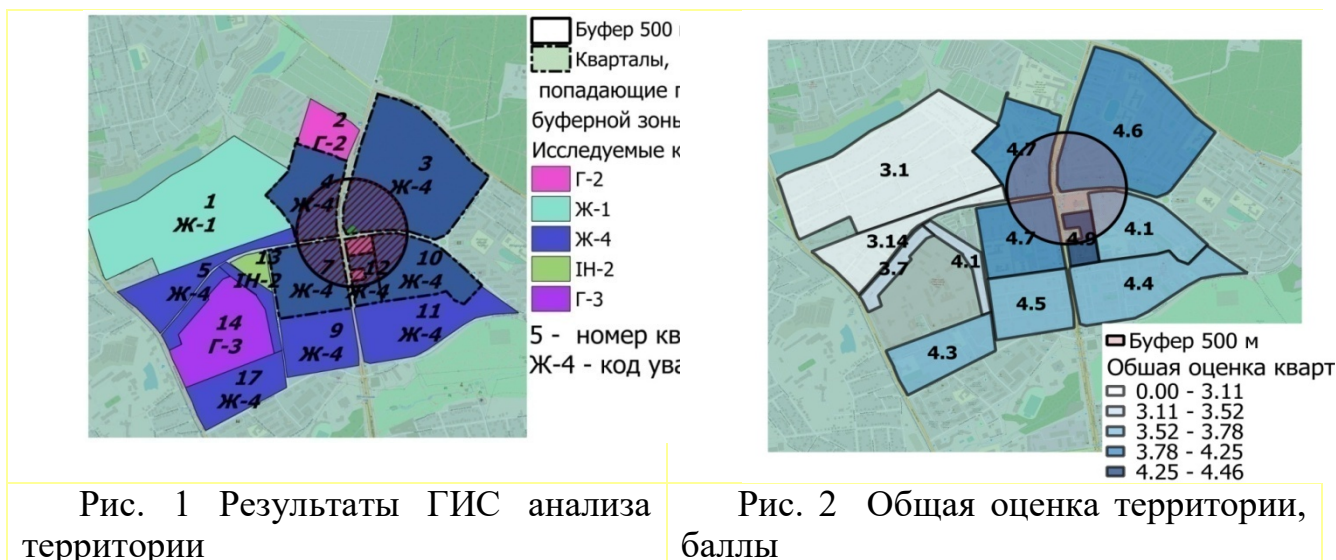 Буфер 500
Кварталы,
попадающие
буферной зоны
Исследуемые
Г-2
Ж-1
Ж-4
ІН-2
Г-3
5 - номер кв
Ж-4 - код ува
2
Г-2
3
Ж-4
4
Ж-4
1
Ж-1
13
ІН-2
5
Ж-4
7
Ж-4
12
Ж-4
10
Ж-4
14
Г-3
9
Ж-4
11
Ж-4
17
Ж-4
4.6
4.7
3.1
3.14
3.7
4.1
4.7
4.9
4.1
4.5
4.4
4.3
Буфер 500 м
Обшая оценка кварт
0.00 - 3.11
3.11 - 3.52
3.52 - 3.78
3.78 - 4.25
4.25 - 4.46
Рис. 1 Результаты ГИС анализа
территории
Рис. 2 Общая оценка территории,
баллы